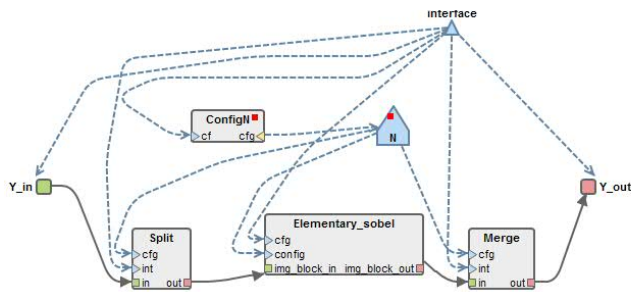 interface
ConfigN
cf cfg
N
Y_in
Y_out
Split
cfg
int
in out
Elementary_sobel
cfg
config
img_block_in img_block_out
Merge
cfg
int
in out